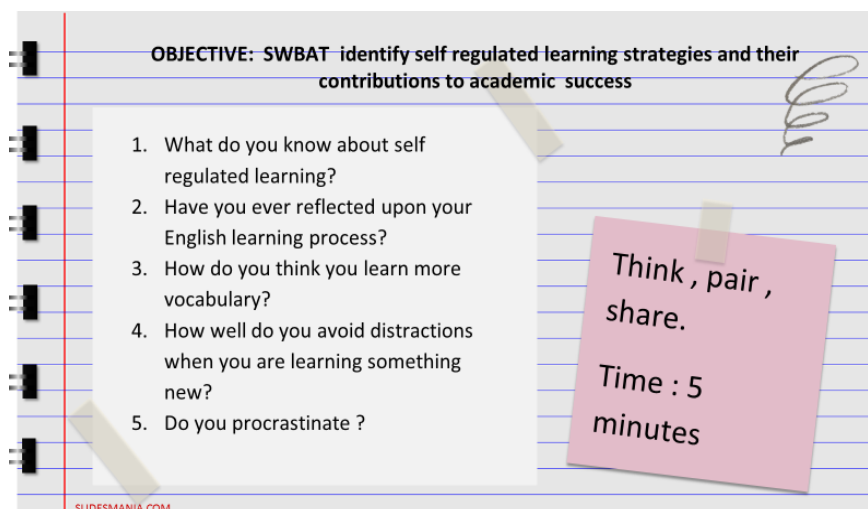 OBJECTIVE: SWBAT identify self regulated learning strategies and their
contributions to academic success
1. What do you know about self
regulated learning?
2. Have you ever reflected upon your
English learning process?
3. How do you think you learn more
vocabulary?
4. How well do you avoid distractions
when you are learning something
new?
5. Do you procrastinate ?
Think , pair ,
share.
Time : 5
minutes
SLIDESMANIA.COM